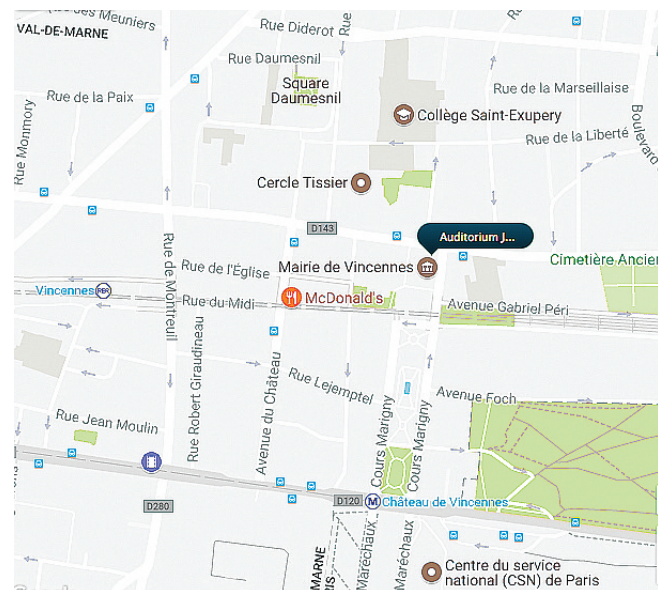 Rue des Meuniers
VAL-DE-MARNE
Rue Diderot
Rue
Rue Daumesnil
Square
Daumesnil
Rue de la Paix
Rue de la Marseillaise
Rue Monmory
Collège Saint-Exupery
Boulevard
Rue de la Liberté
Cercle Tissier
D143
Auditorium J...
Rue de Montreuil
Rue de l'Église
Mairie de Vincennes
Cimetière Ancien
Vincennes
RER
Rue du Midi
McDonald's
Avenue Gabriel Péri
Rue Robert Giraudineau
Avenue du Château
Rue Lejemptel
Cours Marigny
Cours Marigny
Avenue Foch
Rue Jean Moulin
D280
D120
M
Château de Vincennes
MARNE
Maréchaux
Maréchaux
Centre du service
national (CSN) de Paris